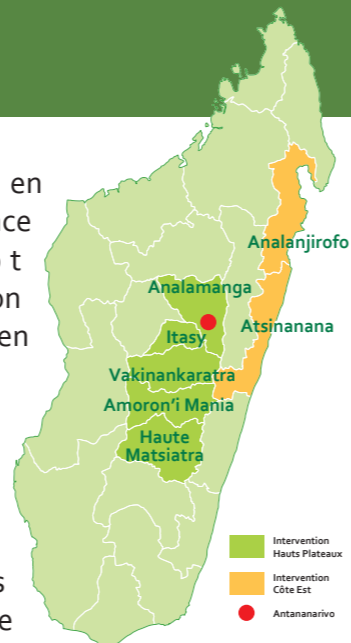 en
ce
t
on
en
s
e
Analanjirofo
Analamanga
Atsinanana
Itasy
Vakinankaratra
Amoron'i Mania
Haute
Matsiatra
Intervention
Hauts Plateaux
Intervention
Côte Est
Antananarivo